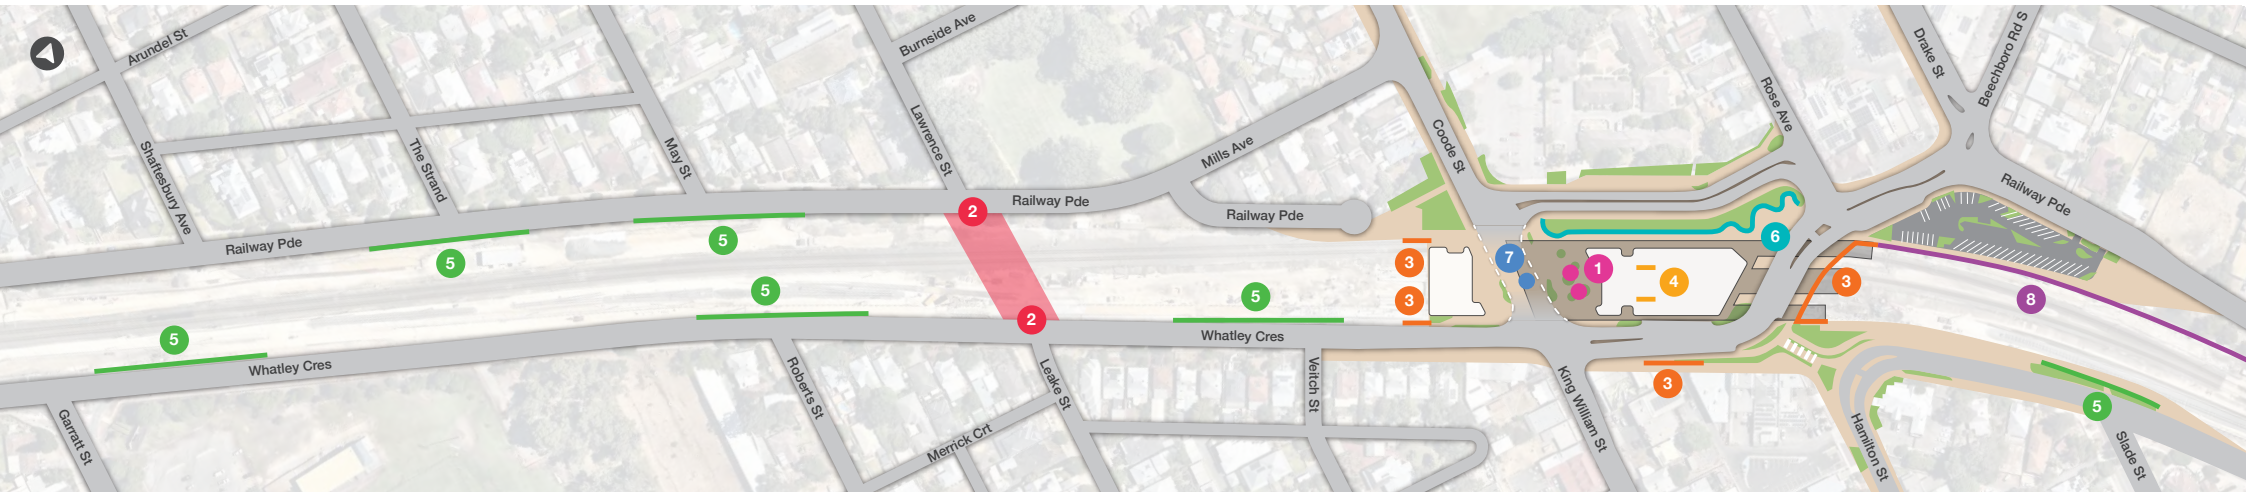 Arundel St
Burnside Ave
Drake St
Beechboro Rd S
Shaftesbury Ave
The Strand
May St
Lawrence St
Coode St
Rose Ave
Mills Ave
Railway Pde
Railway Pde
Railway Pde
Railway Pde
2
5
5
5
5
5
2
3
3
7
1
4
6
3
8
3
5
Whatley Cres
Whatley Cres
Garratt St
Roberts St
Leake St
Merrick Crt
Veitch St
King William St
Hamilton St
Slade St